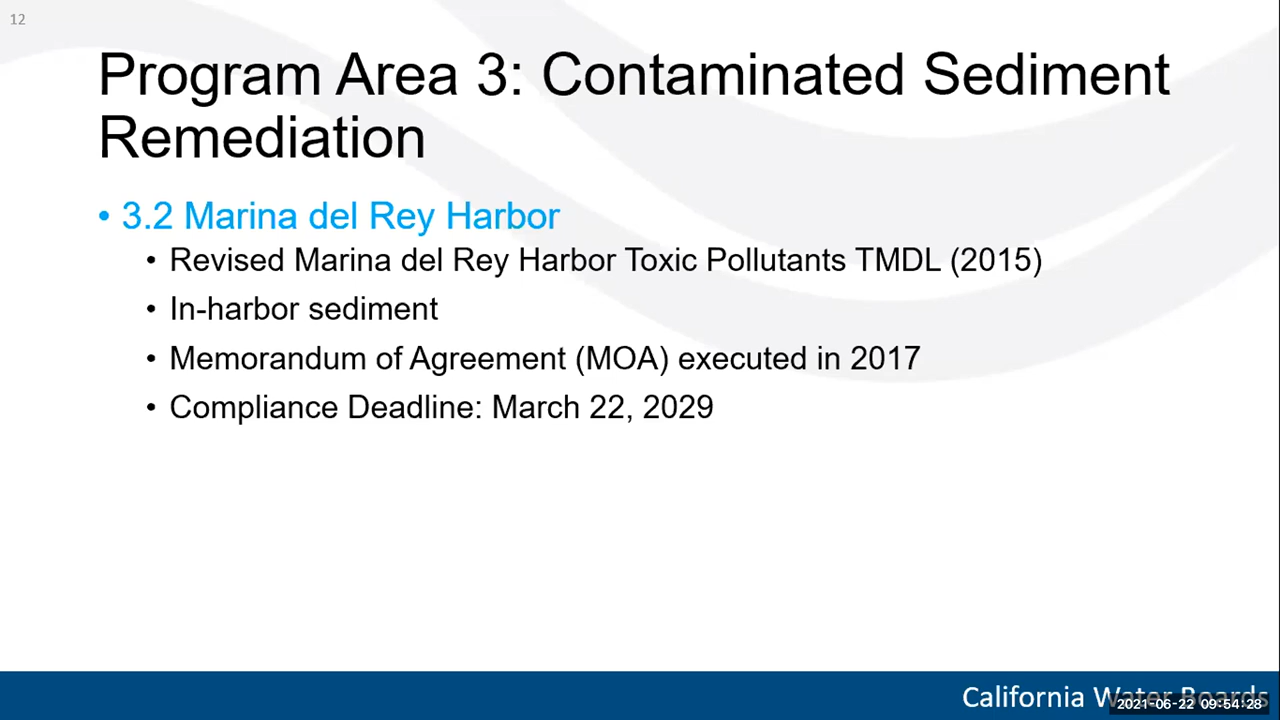 12
Program Area 3: Contaminated Sediment
Remediation
• 3.2 Marina del Rey Harbor
• Revised Marina del Rey Harbor Toxic Pollutants TMDL (2015)
• In-harbor sediment
• Memorandum of Agreement (MOA) executed in 2017
• Compliance Deadline: March 22, 2029
California Water Boards
2021-06-22 09:54:28